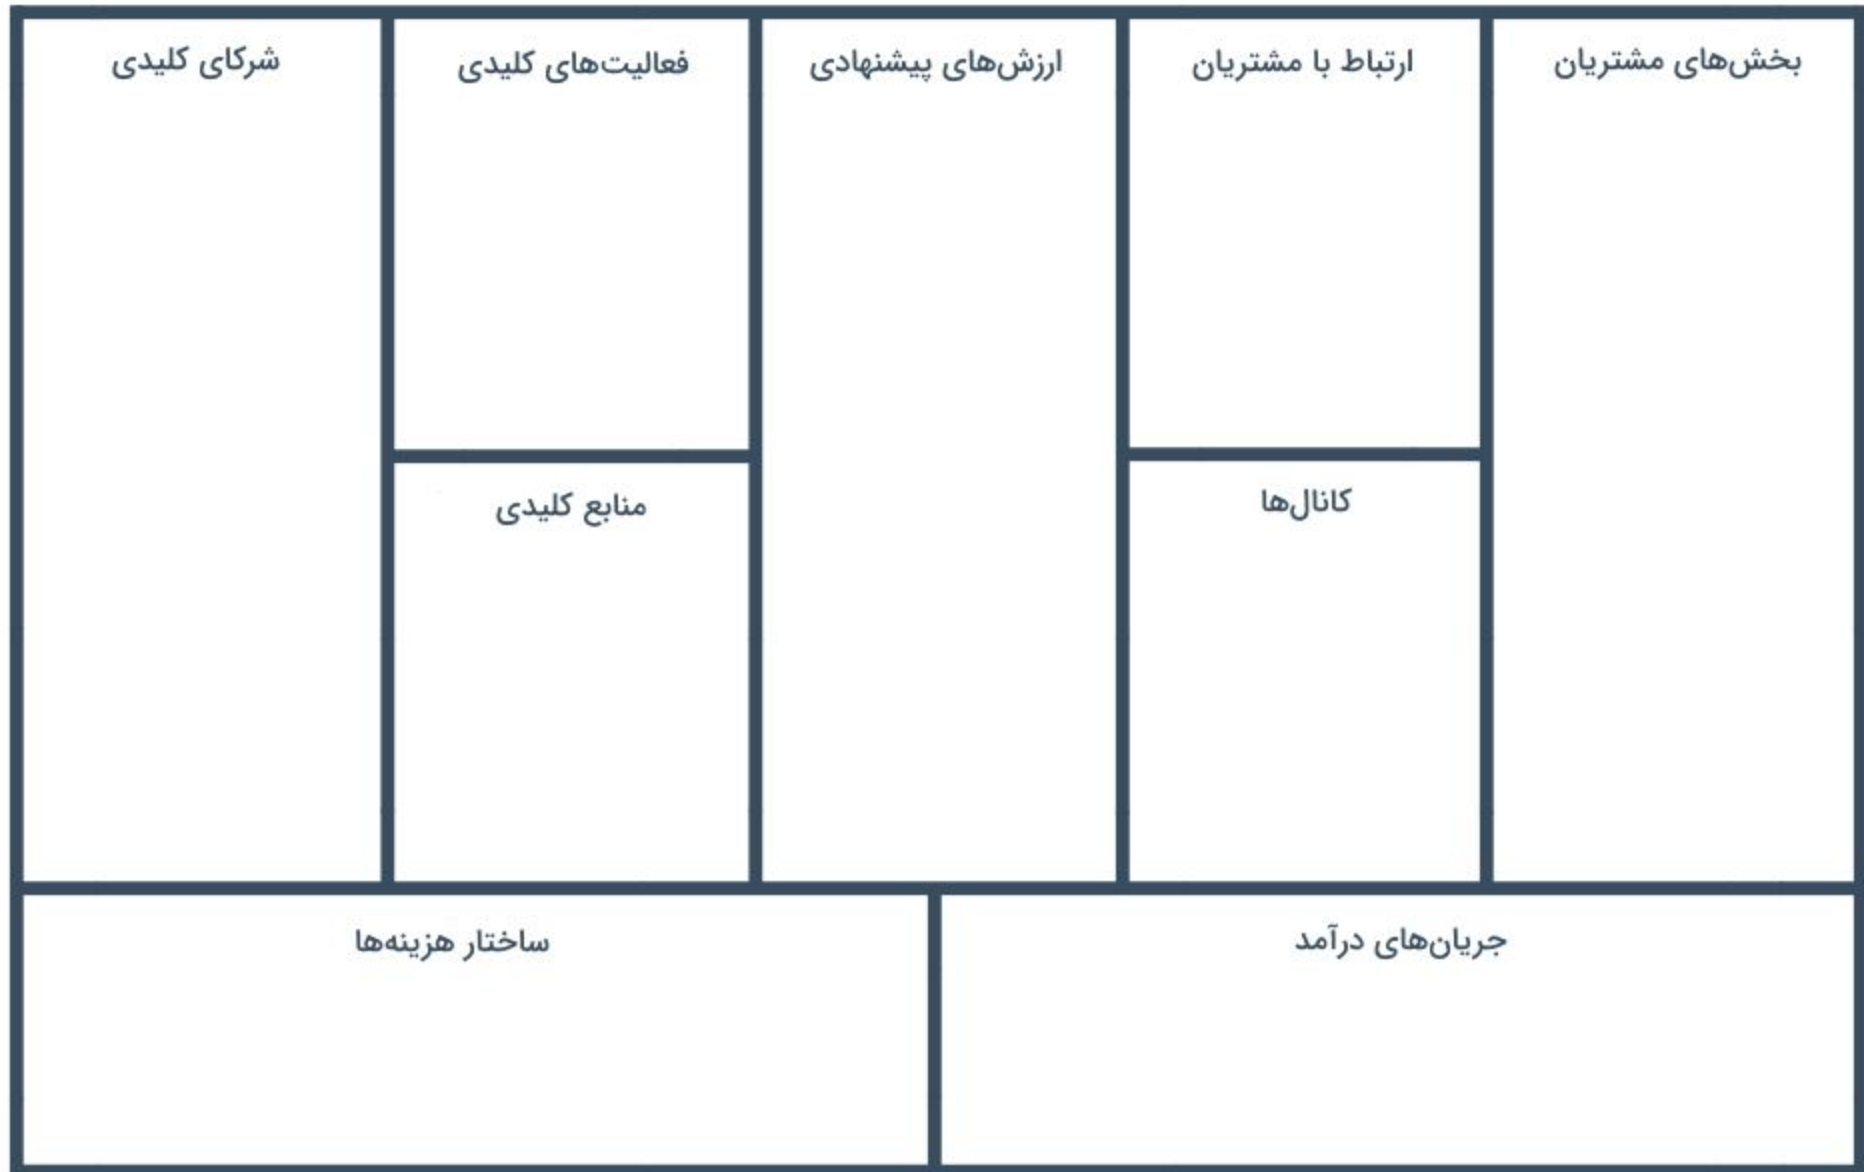 بخش‌های مشتریان
ارتباط با مشتریان
ارزش‌های پیشنهادی
فعالیت‌های کلیدی
شرکای کلیدی
کانال‌ها
منابع کلیدی
جریان‌های درآمد
ساختار هزینه‌ها